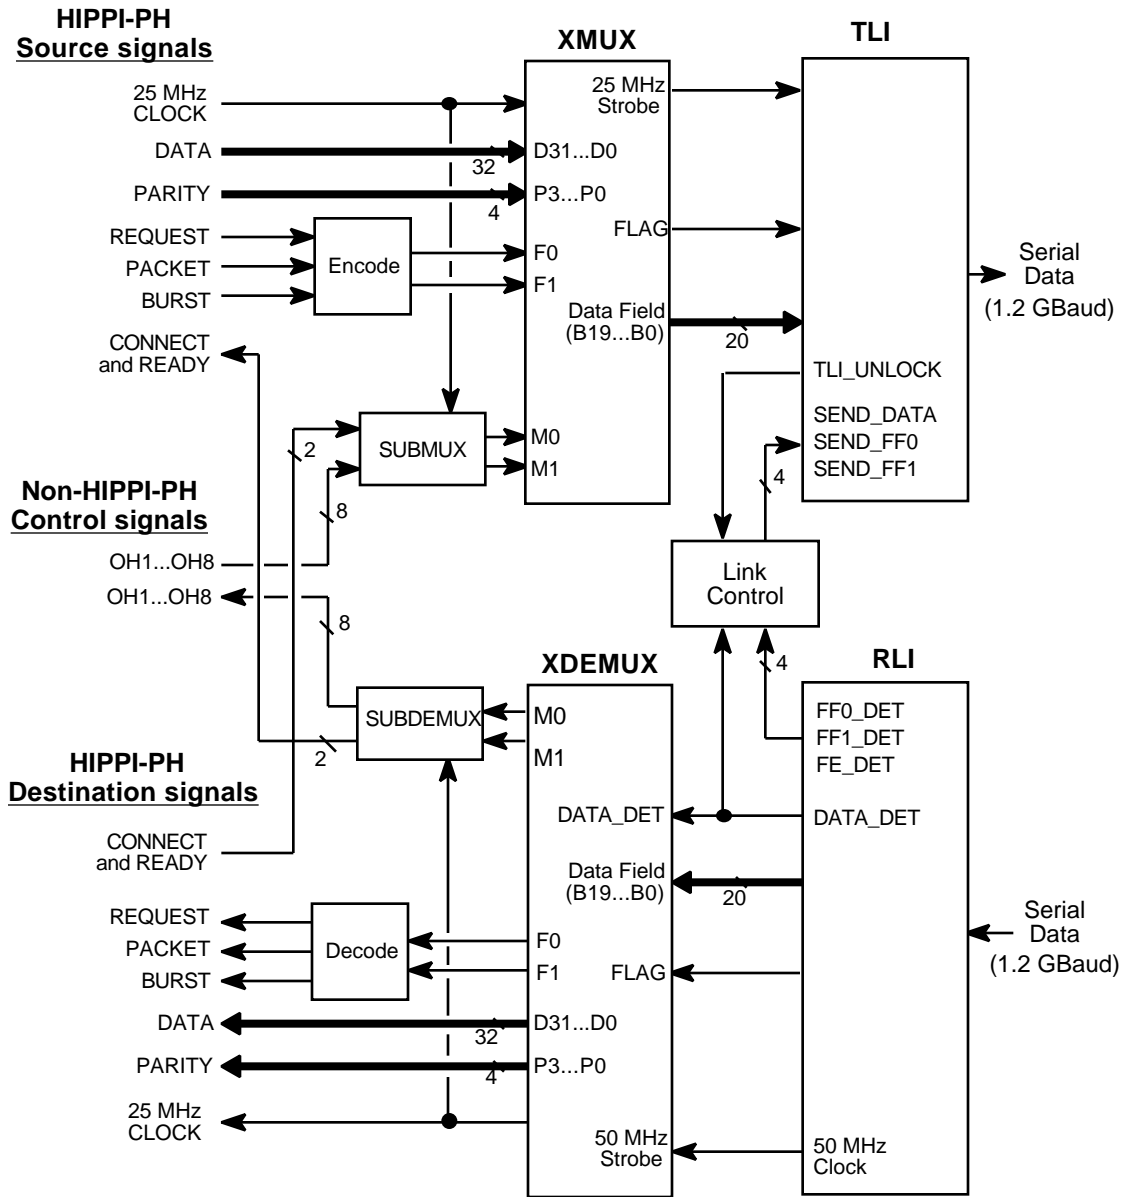 HIPPI-PH
Source signals
XMUX
TLI
25 MHz
CLOCK
25 MHz
Strobe
DATA
32
D31...D0
PARITY
4
P3...P0
REQUEST
PACKET
BURST
Encode
F0
F1
FLAG
Serial
Data
(1.2 GBaud)
Data Field
(B19...B0)
20
CONNECT
and READY
TLI_UNLOCK
SEND_DATA
SEND_FF0
SEND_FF1
2
SUBMUX
M0
M1
4
Non-HIPPI-PH
Control signals
8
OH1...OH8
OH1...OH8
8
Link
Control
4
XDEMUX
RLI
SUBDEMUX
M0
M1
2
FF0_DET
FF1_DET
FE_DET
HIPPI-PH
Destination signals
DATA_DET
DATA_DET
CONNECT
and READY
Data Field
(B19...B0)
20
REQUEST
PACKET
BURST
Decode
F0
F1
FLAG
Serial
Data
(1.2 GBaud)
DATA
32
D31...D0
PARITY
4
P3...P0
25 MHz
CLOCK
50 MHz
Strobe
50 MHz
Clock